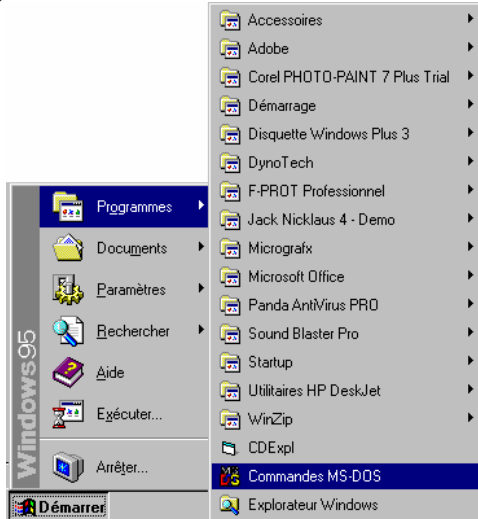 Accessoires
Adobe
Corel PHOTO-PAINT 7 Plus Trial
Démarrage
Disquette Windows Plus 3
DynoTech
F-PROT Professionnel
Jack Nicklaus 4 - Demo
Micrografx
Microsoft Office
Panda AntiVirus PRO
Sound Blaster Pro
Startup
Utilitaires HP DeskJet
WinZip
CDExpl
Commandes MS-DOS
Explorateur Windows
Programmes
Documents
Paramètres
Rechercher
Aide
Exécuter...
Arrêter...
Windows95
Démarrer